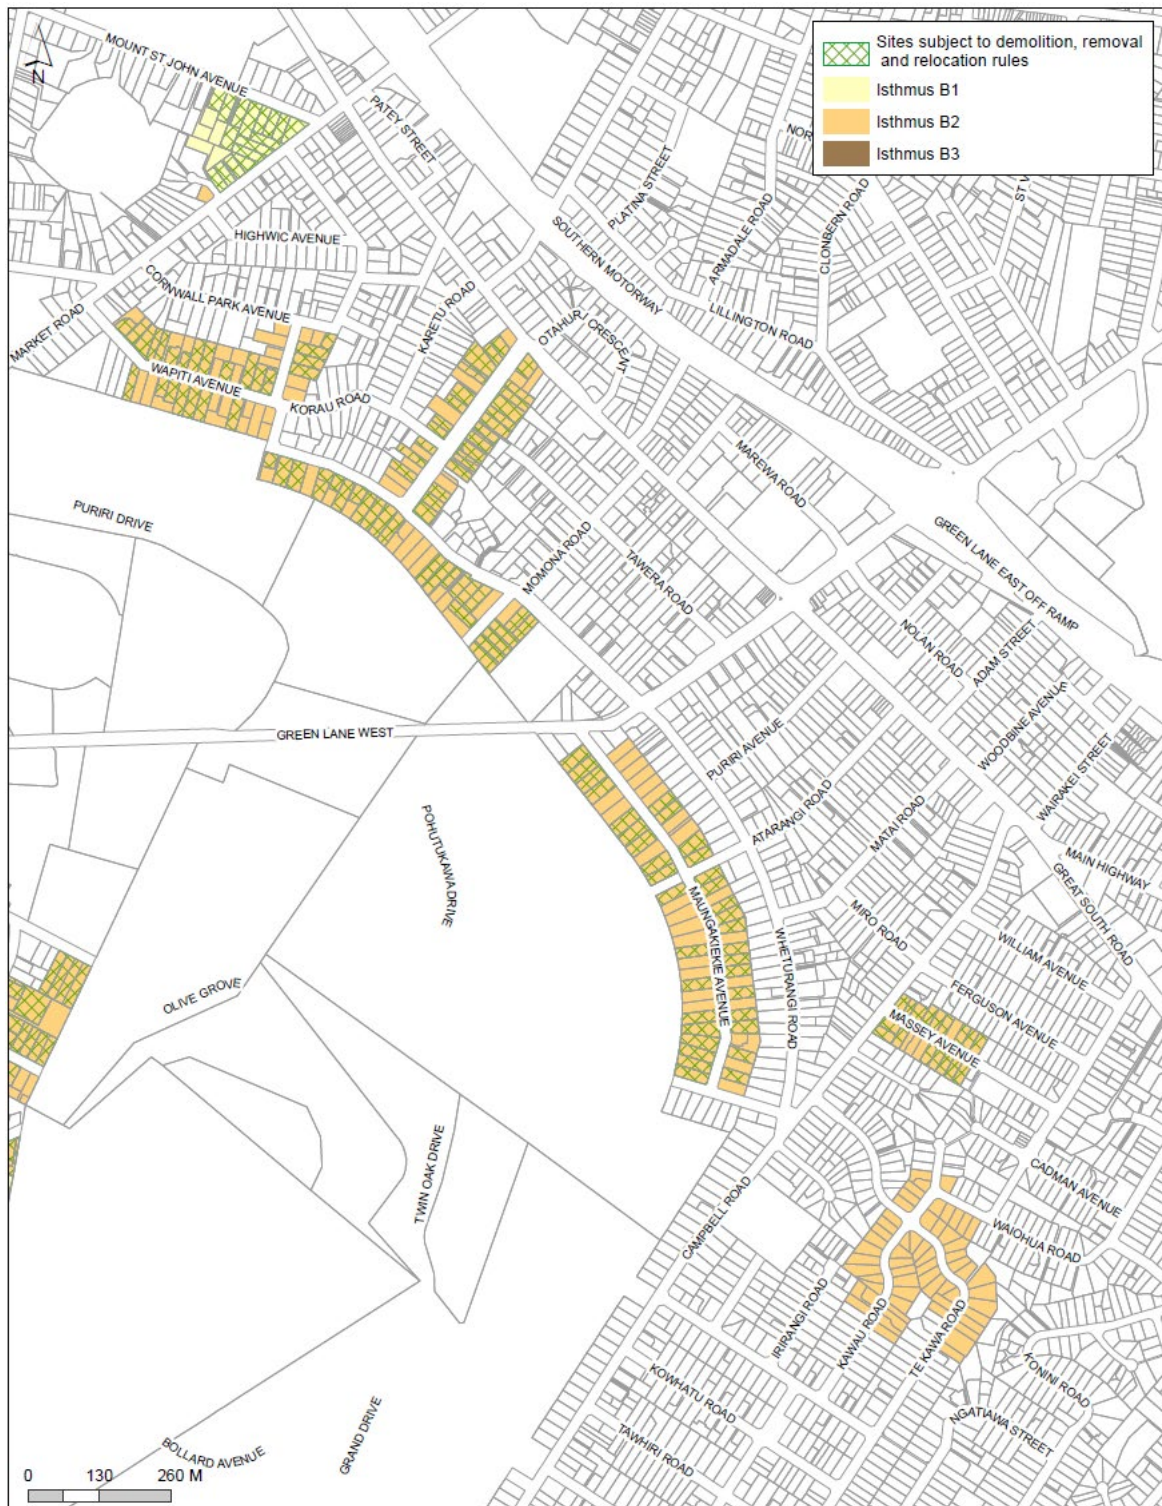 Sites subject to demolition, removal
and relocation rules
Isthmus B1
Isthmus B2
Isthmus B3
N
MOUNT ST JOHN AVENUE
PATEY STREET
PLATINA STREET
ARMADALE ROAD
CLONBERN ROAD
HIGHWIC AVENUE
SOUTHERN MOTORWAY
CORNWALL PARK AVENUE
MARKET ROAD
KARETU ROAD
OTAHURI CRESCENT
LILLINGTON ROAD
WAPITI AVENUE
KORAU ROAD
MAREWA ROAD
PURIRI DRIVE
MOMONA ROAD
TAWERA ROAD
GREEN LANE EAST OFF RAMP
NOLAN ROAD
ADAM STREET
GREEN LANE WEST
PURIRI AVENUE
WOODBINE AVENUE
WAIRAKEI STREET
POHUTUKAWA DRIVE
ATARANGI ROAD
MATAI ROAD
MAIN HIGHWAY
GREAT SOUTH ROAD
MAUNGAKIEKIE AVENUE
WHETURANGI ROAD
MIRO ROAD
WILLIAM AVENUE
OLIVE GROVE
FERGUSON AVENUE
MASSEY AVENUE
TWIN OAK DRIVE
CAMPBELL ROAD
CADMAN AVENUE
WAIOHUA ROAD
IRIRANGI ROAD
KAWAU ROAD
TE KAWA ROAD
KONINI ROAD
KOWHATU ROAD
NGATIAWA STREET
TAWHIRI ROAD
GRAND DRIVE
BOLLARD AVENUE
0 130 260 M